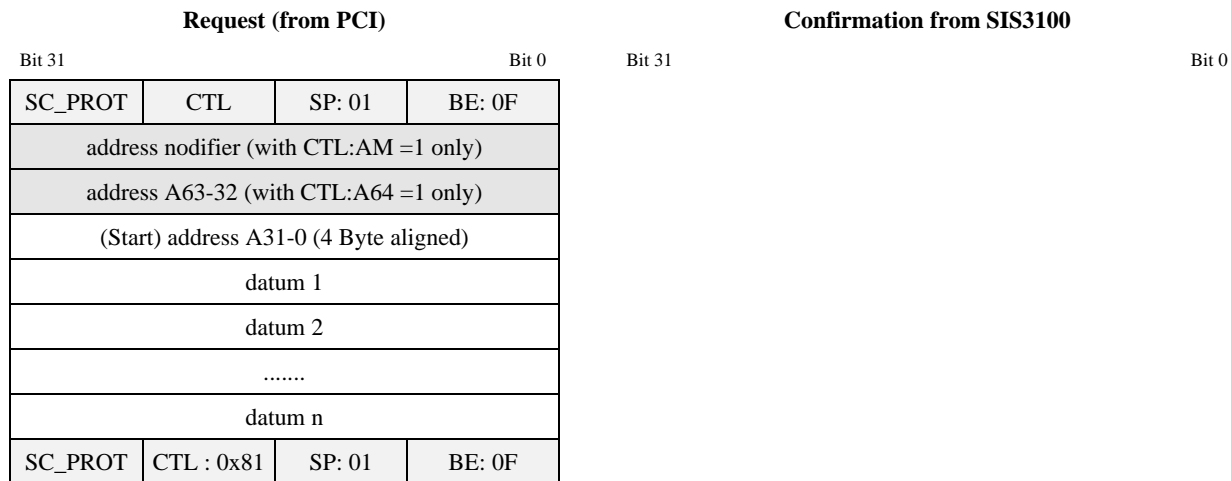 Request (from PCI) Confirmation from SIS3100
Bit 31 Bit 0 Bit 31 Bit 0
SC_PROT CTL SP: 01 BE: 0F
address nodifier (with CTL:AM =1 only)
address A63-32 (with CTL:A64 =1 only)
(Start) address A31-0 (4 Byte aligned)
datum 1
datum 2
.......
datum n
SC_PROT CTL : 0x81 SP: 01 BE: 0F